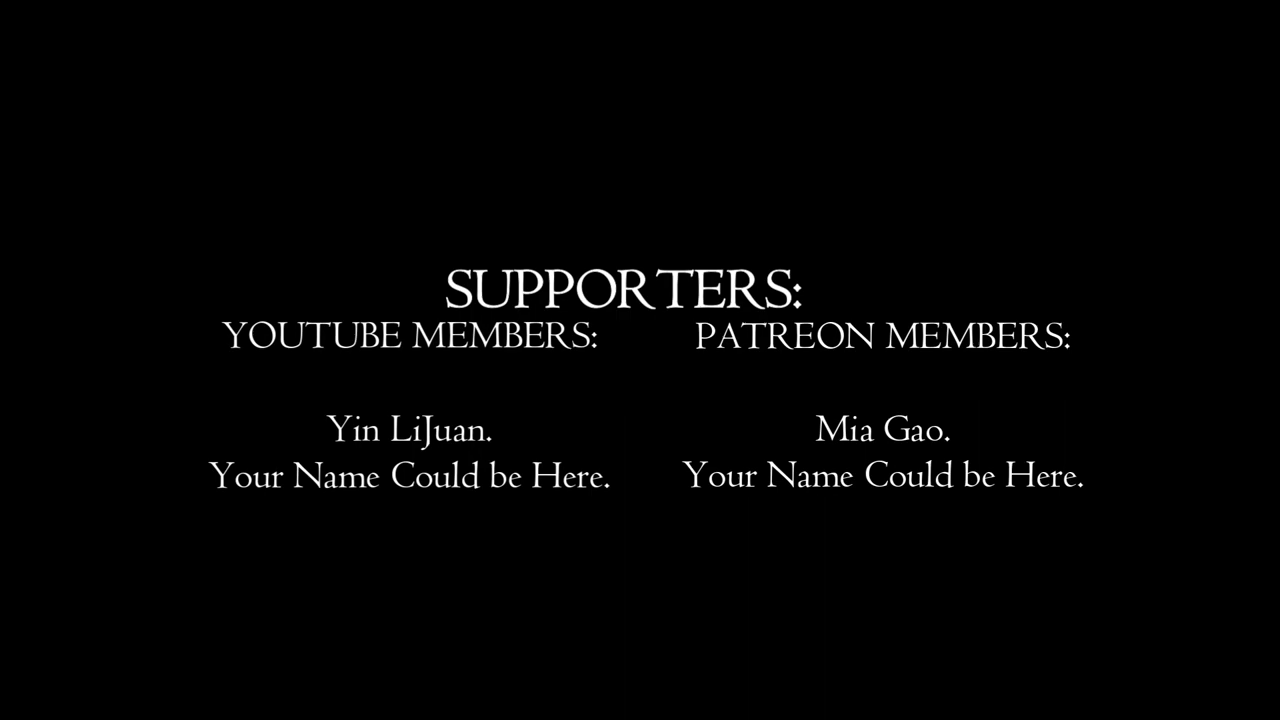 SUPPORTERS:
YOUTUBE MEMBERS:
Yin LiJuan.
Your Name Could be Here.
PATREON MEMBERS:
Mia Gao.
Your Name Could be Here.